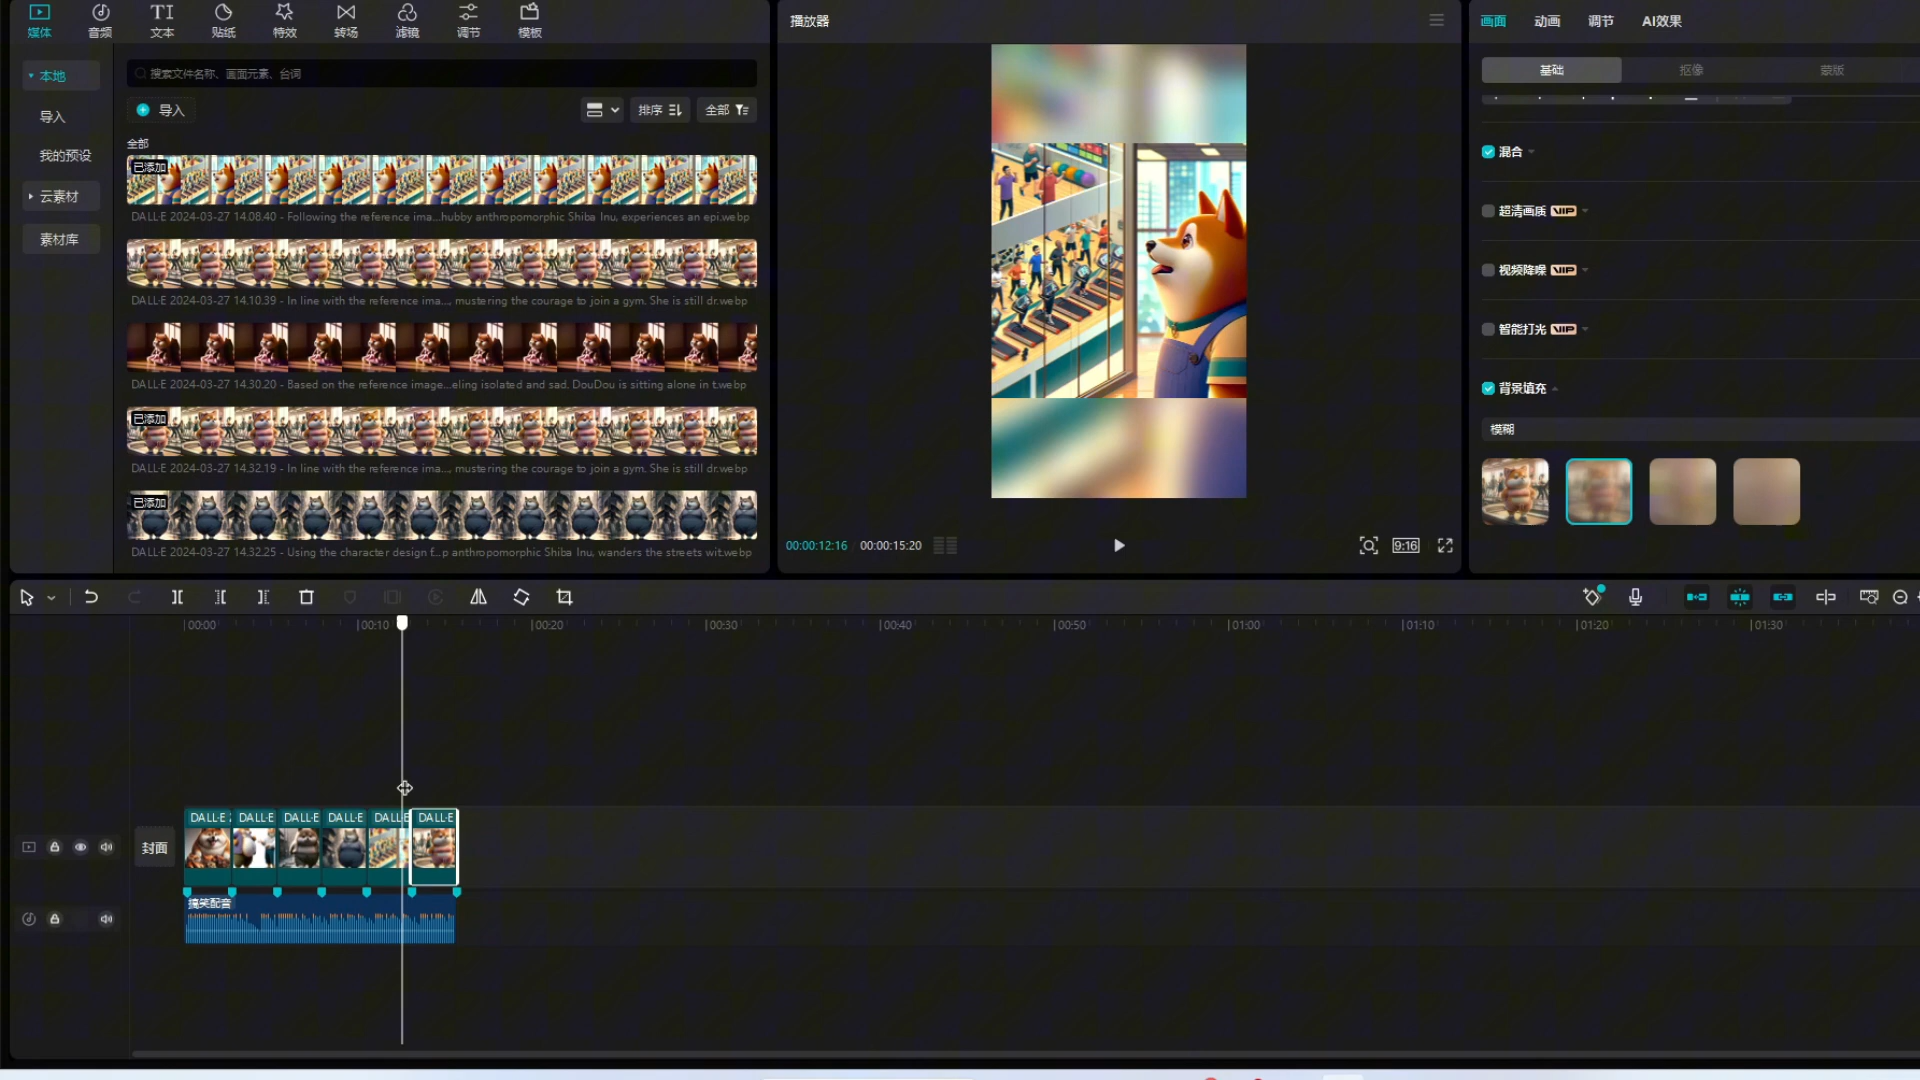 媒体 音频 文本 贴纸 特效 转场 滤镜 调节 模板
本地
导入
我的预设
云素材
素材库
搜索文件名称、画面元素、台词
导入
排序
全部
全部
已添加
DALL·E 2024-03-27 14.08.40 - Following the reference ima...hubby anthropomorphic Shiba Inu, experiences an epi.webp
DALL·E 2024-03-27 14.10.39 - In line with the reference ima..., mustering the courage to join a gym. She is still dr.webp
DALL·E 2024-03-27 14.30.20 - Based on the reference image...eling isolated and sad. DouDou is sitting alone in t.webp
已添加
DALL·E 2024-03-27 14.32.19 - In line with the reference ima..., mustering the courage to join a gym. She is still dr.webp
已添加
DALL·E 2024-03-27 14.32.25 - Using the character design f...p anthropomorphic Shiba Inu, wanders the streets wit.webp
播放器
00:00:12:16 00:00:15:20
9:16
画面 动画 调节 AI效果
基础 抠像 蒙版
混合
超清画质 VIP
视频降噪 VIP
智能打光 VIP
背景填充
模糊
00:00 00:10 00:20 00:30 00:40 00:50 01:00 01:10 01:20 01:30
封面
DALL·E DALL·E DALL·E DALL·E DALL·E DALL·E
搞笑配音